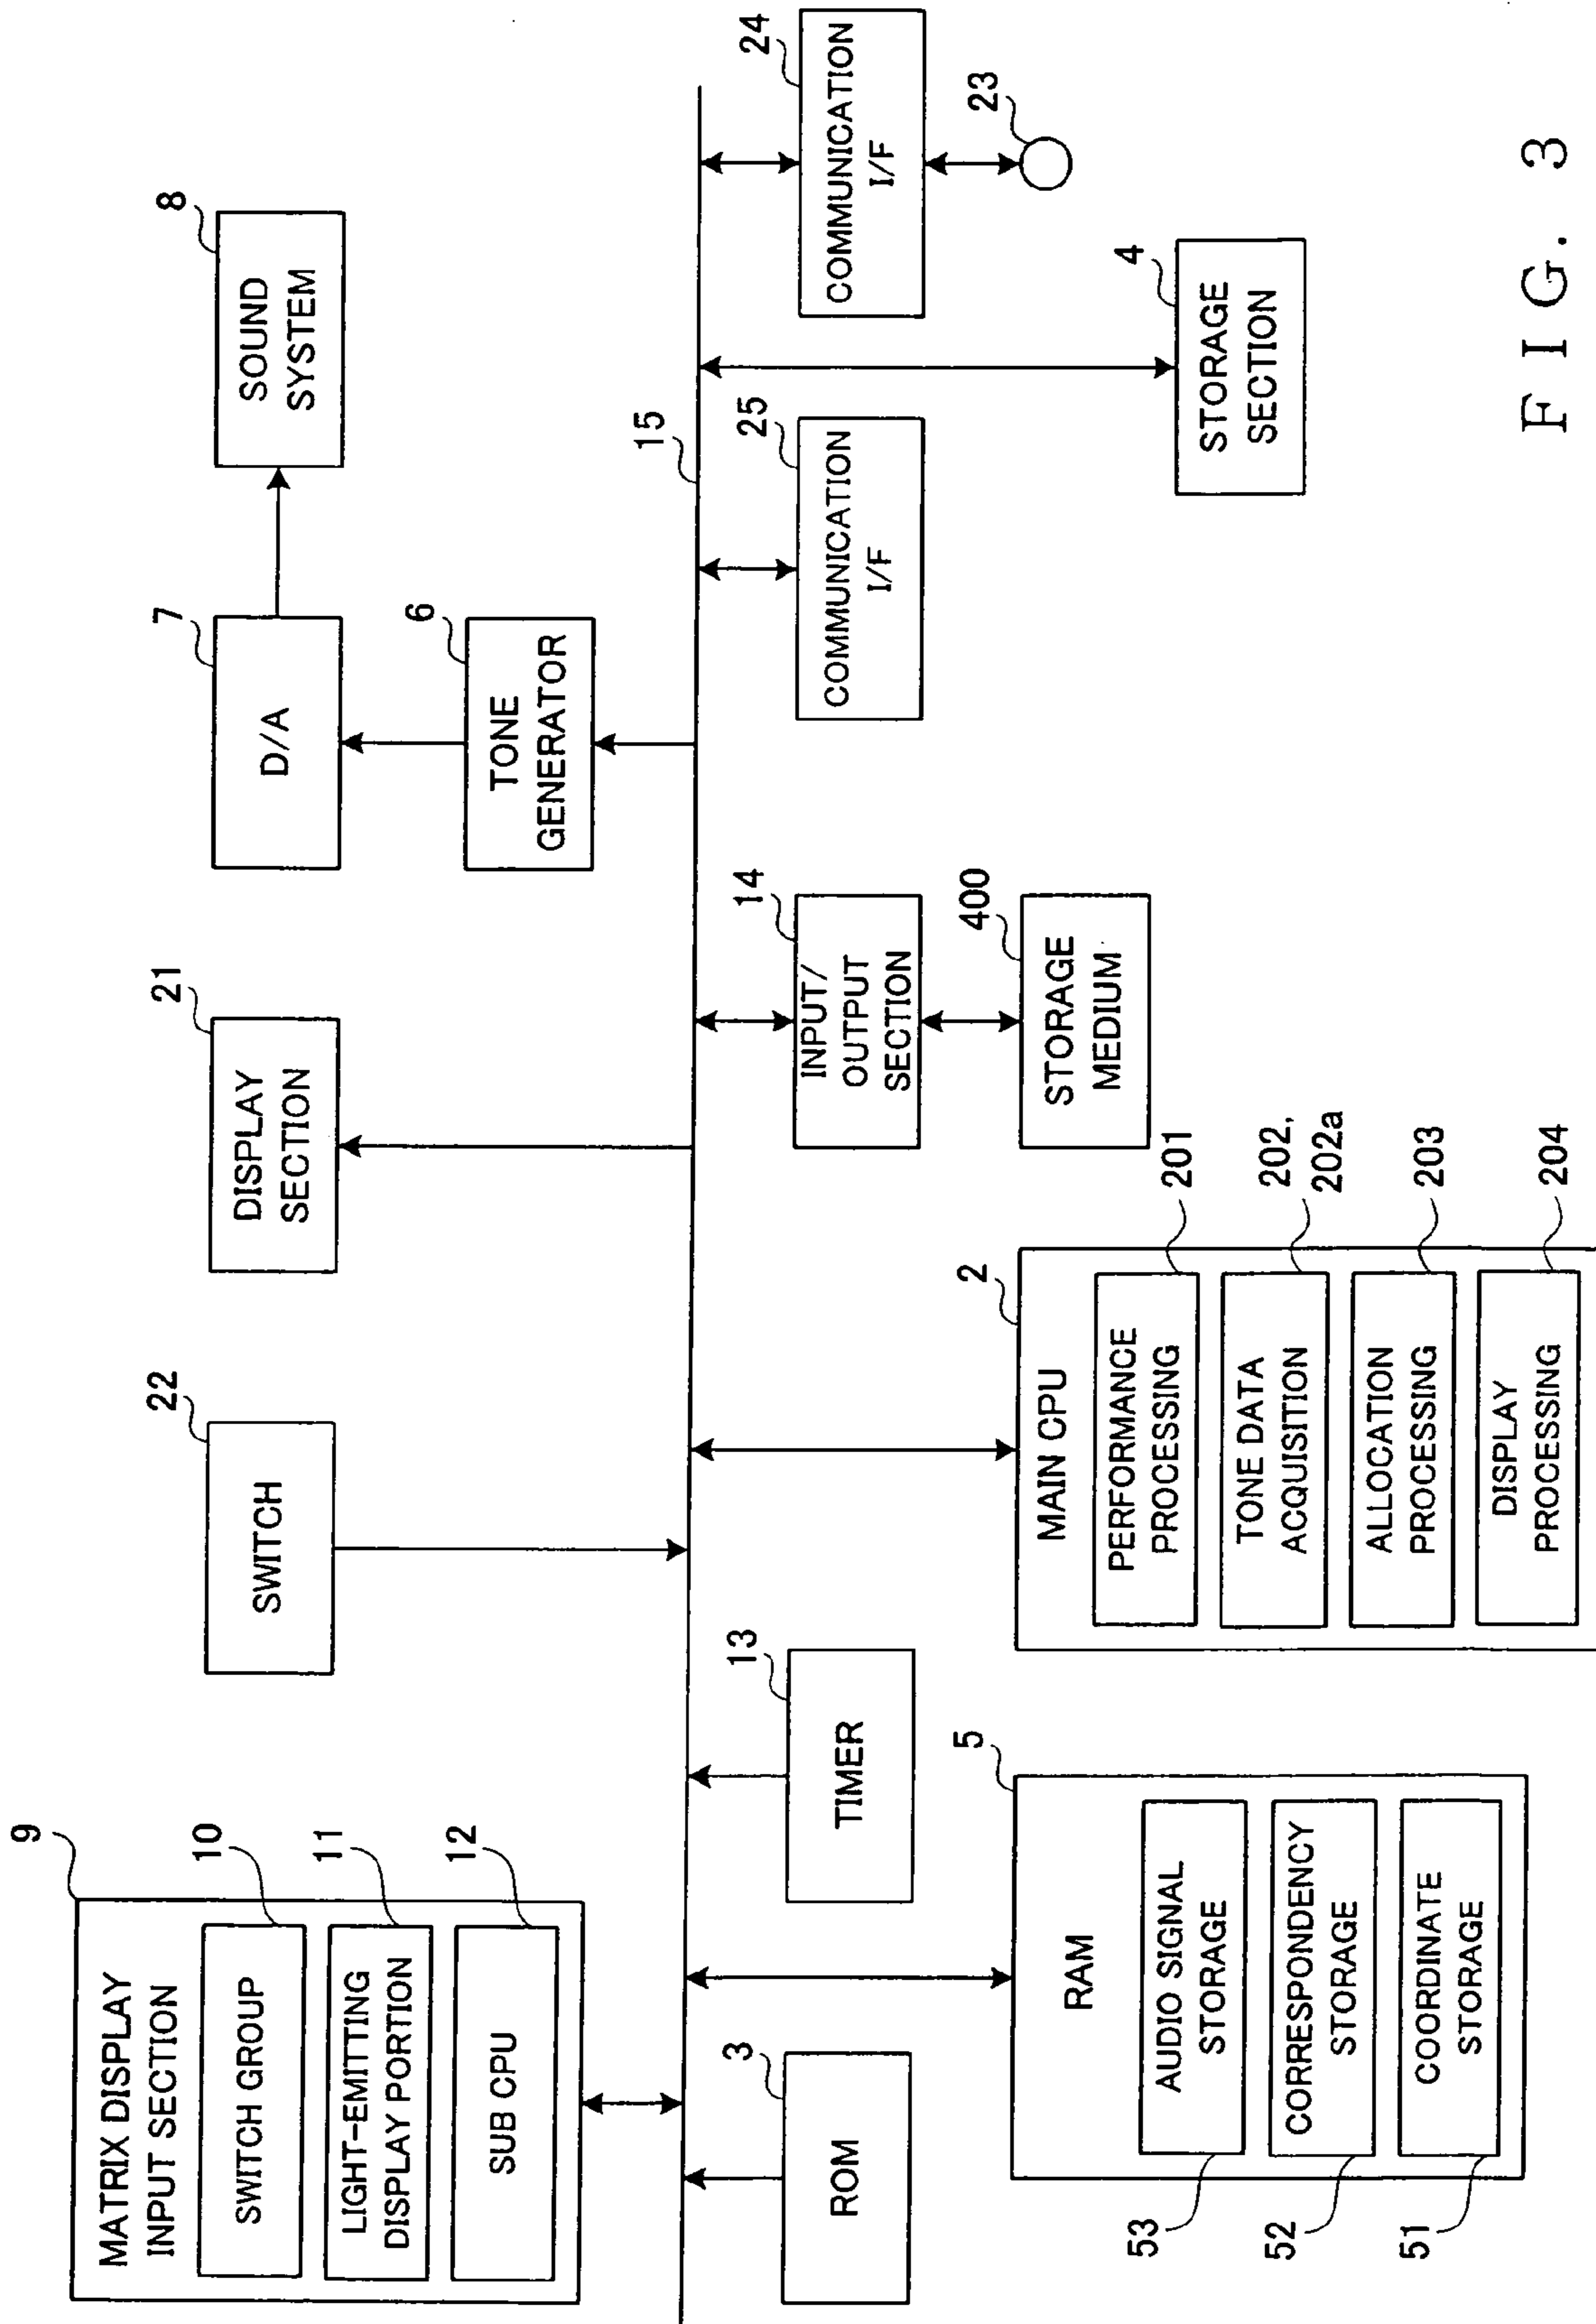 9
MATRIX DISPLAY
INPUT SECTION
SWITCH GROUP
10
LIGHT-EMITTING
DISPLAY PORTION
11
SUB CPU
12
SWITCH
22
DISPLAY
SECTION
21
D/A
7
SOUND
SYSTEM
8
TONE
GENERATOR
6
15
ROM
3
TIMER
13
INPUT/
OUTPUT
SECTION
14
STORAGE
MEDIUM
400
COMMUNICATION
I/F
25
COMMUNICATION
I/F
24
23
STORAGE
SECTION
4
RAM
5
AUDIO SIGNAL
STORAGE
53
CORRESPONDENCY
STORAGE
52
COORDINATE
STORAGE
51
MAIN CPU
2
PERFORMANCE
PROCESSING
201
TONE DATA
ACQUISITION
202,
202a
ALLOCATION
PROCESSING
203
DISPLAY
PROCESSING
204
FIG. 3